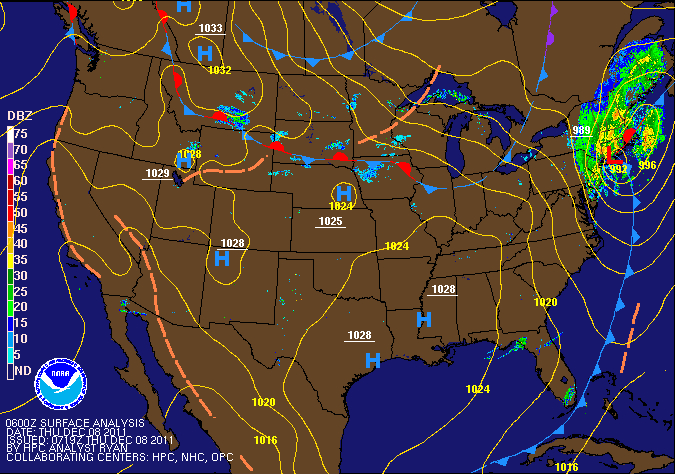 1033
H
H
1032
DBZ
75
70
65
60
55
50
45
40
35
30
25
20
15
10
5
ND
989
L
992
996
1028
H
1029
H
1024
1025
1028
H
1024
1028
H
1020
1028
H
1024
NOAA
1020
1016
1016
0600Z SURFACE ANALYSIS
DATE: THU DEC 08 2011
ISSUED: 0719Z THU DEC 08 2011
BY HPC ANALYST RYAN
COLLABORATING CENTERS: HPC, NHC, OPC